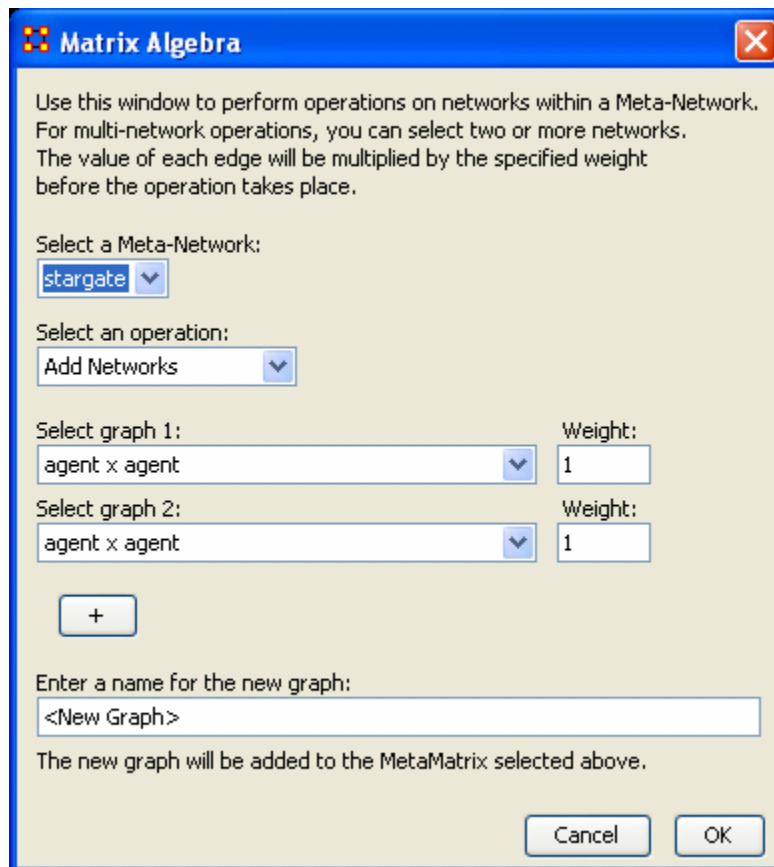 Matrix Algebra
Use this window to perform operations on networks within a Meta-Network.
For multi-network operations, you can select two or more networks.
The value of each edge will be multiplied by the specified weight
before the operation takes place.
Select a Meta-Network:
stargate
Select an operation:
Add Networks
Select graph 1: Weight:
agent x agent 1
Select graph 2: Weight:
agent x agent 1
+
Enter a name for the new graph:
<New Graph>
The new graph will be added to the MetaMatrix selected above.
Cancel OK